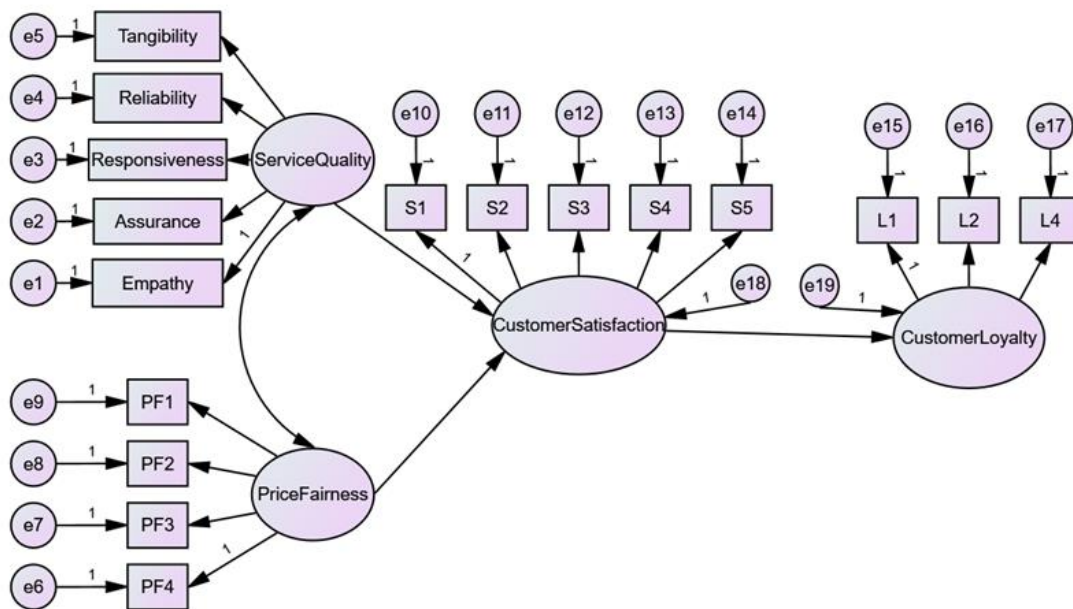 e5 1 Tangibility
e4 1 Reliability
e3 1 Responsiveness
e2 1 Assurance
e1 1 Empathy
1
ServiceQuality
e10 e11 e12 e13 e14
1 1 1 1 1
S1 S2 S3 S4 S5
1
CustomerSatisfaction
1 e18
e15 e16 e17
1 1 1
L1 L2 L4
1
e19 1
CustomerLoyalty
e9 1 PF1
e8 1 PF2
e7 1 PF3
e6 1 PF4
1
PriceFairness